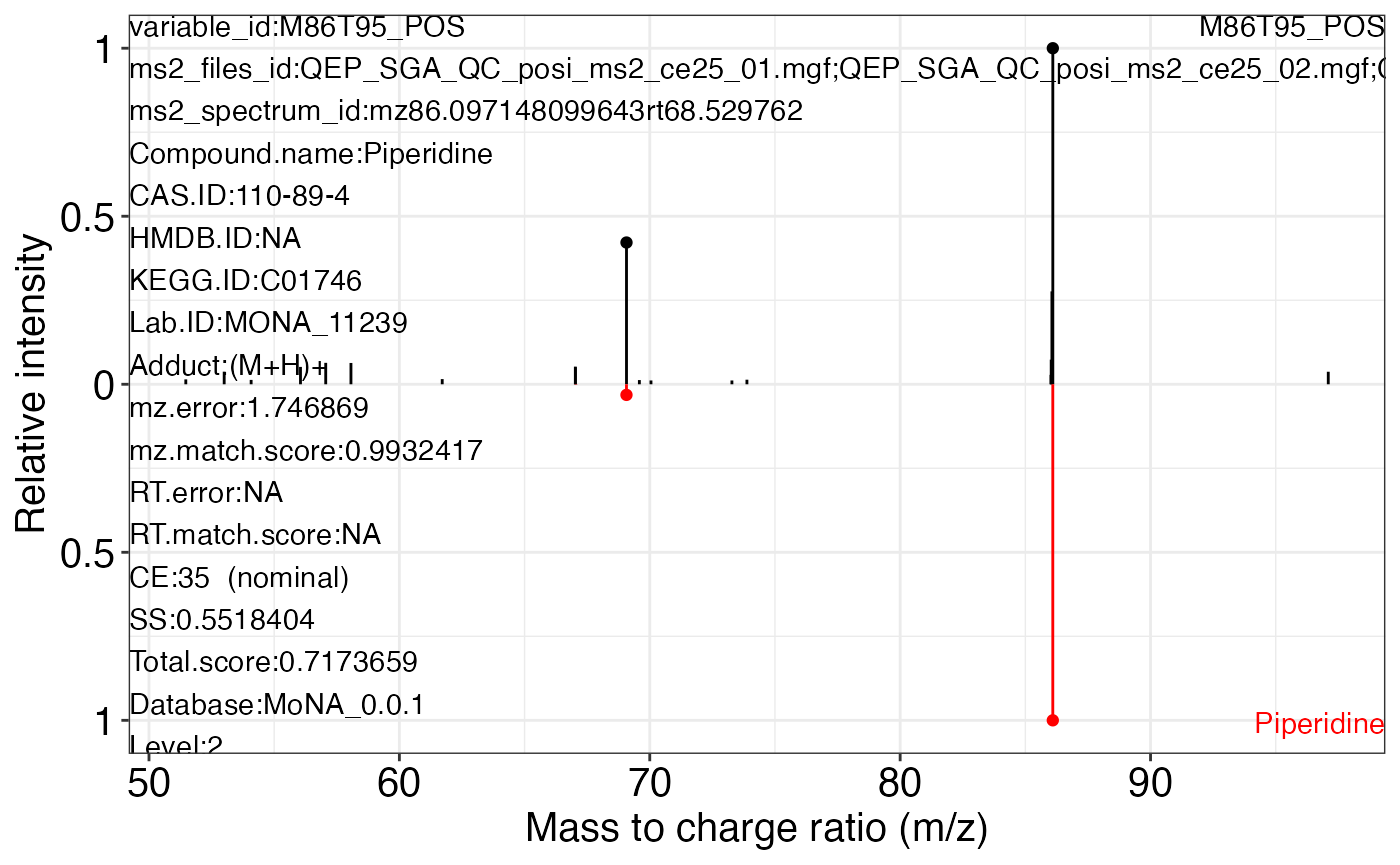 variable_id:M86T95_POS
M86T95_POS
ms2_files_id:QEP_SGA_QC_posi_ms2_ce25_01.mgf;QEP_SGA_QC_posi_ms2_ce25_02.mgf;
ms2_spectrum_id:mz86.097148099643rt68.529762
Compound.name:Piperidine
CAS.ID:110-89-4
HMDB.ID:NA
KEGG.ID:C01746
Lab.ID:MONA_11239
Adduct:(M+H)+
mz.error:1.746869
mz.match.score:0.9932417
RT.error:NA
RT.match.score:NA
CE:35  (nominal)
SS:0.5518404
Total.score:0.7173659
Database:MoNA_0.0.1
Level:2
Piperidine
Relative intensity
1
0.5
0
0.5
1
50 60 70 80 90
Mass to charge ratio (m/z)